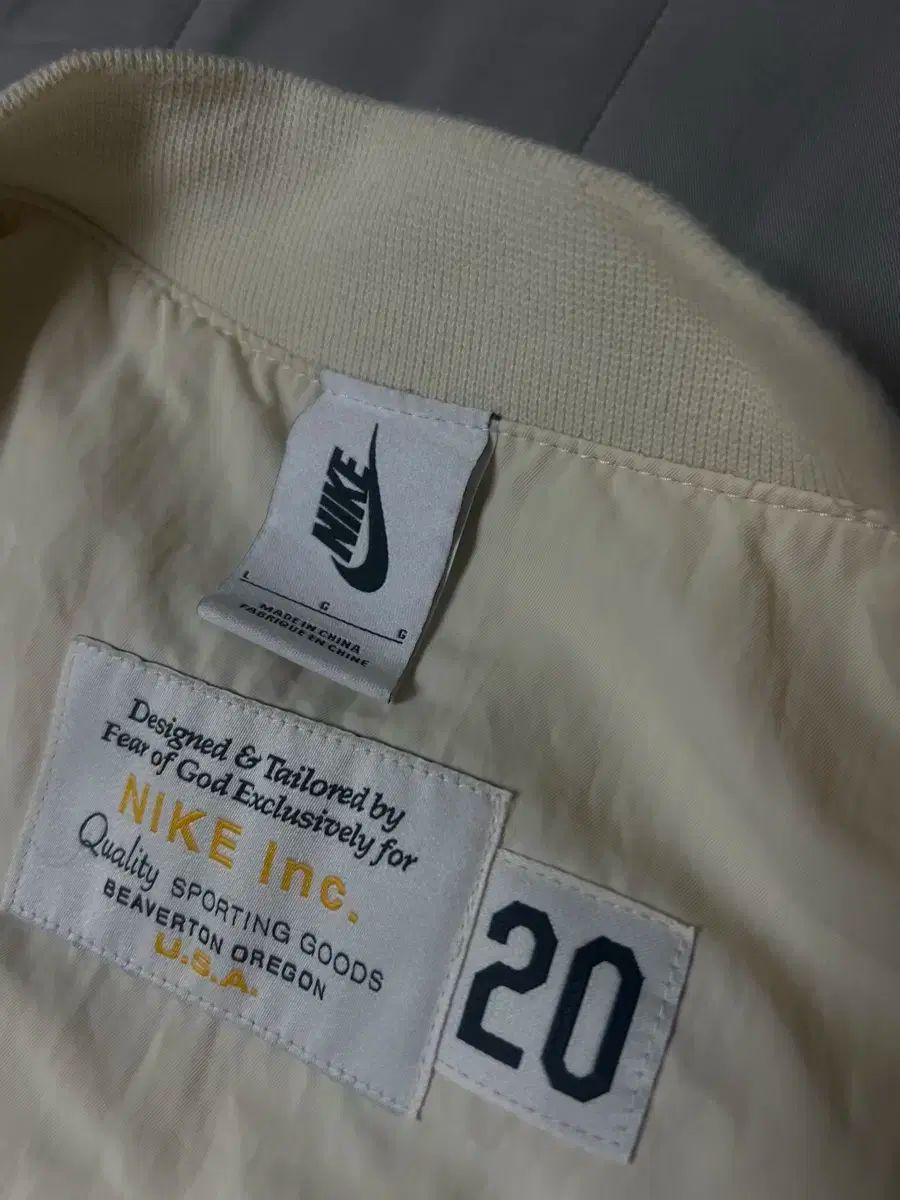 NIKE
L
G
G
MADE IN CHINA
FABRIQUE EN CHINE
Designed & Tailored by
Fear of God Exclusively for
NIKE Inc.
Quality SPORTING GOODS
BEAVERTON OREGON
U.S.A.
20